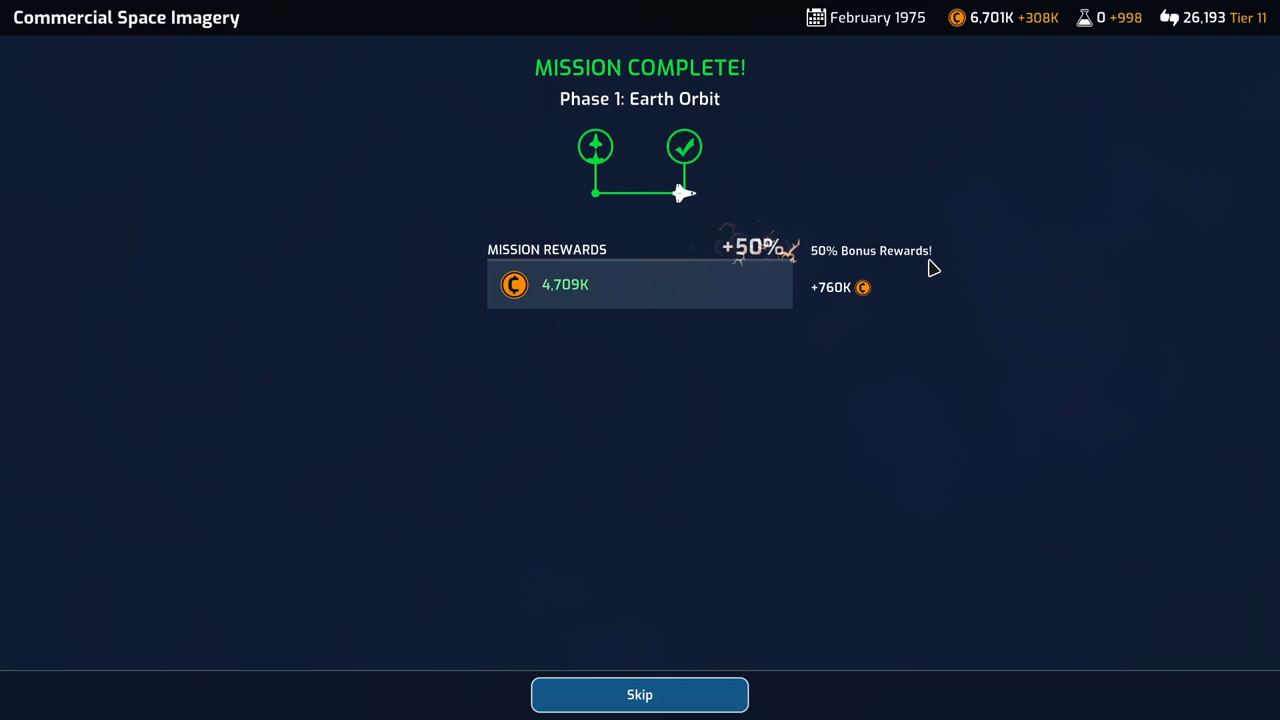 Commercial Space Imagery
February 1975
6,701K +308K
0 +998
26,193 Tier 11
MISSION COMPLETE!
Phase 1: Earth Orbit
MISSION REWARDS
+50%
50% Bonus Rewards!
4,709K
+760K
Skip